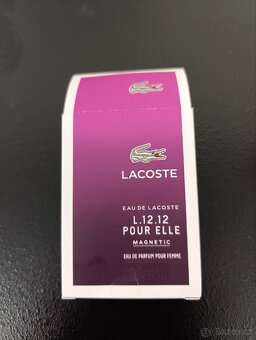 LACOSTE
EAU DE LACOSTE
L.12.12
POUR ELLE
MAGNETIC
EAU DE PARFUM POUR FEMME